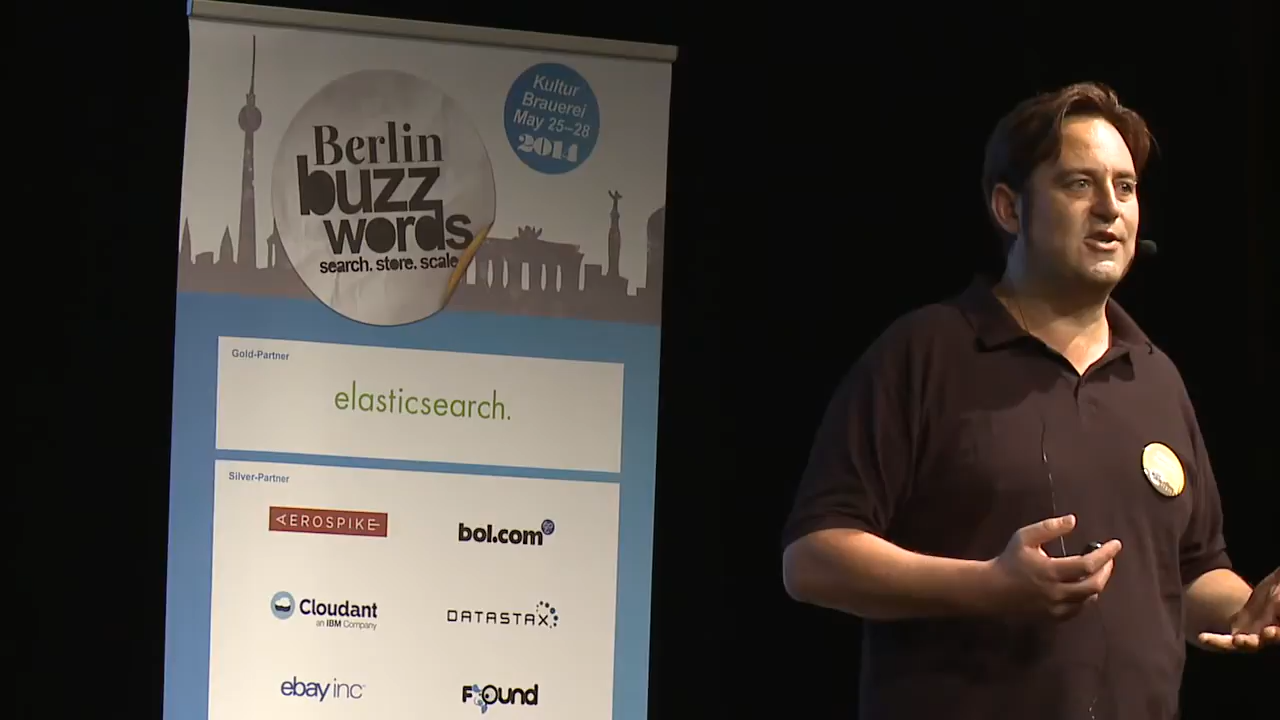 Kultur
Brauerei
May 25–28
2014
Berlin
buzz
words
search. store. scale
Gold-Partner
elasticsearch.
Silver-Partner
AEROSPIKE
bol.com
Cloudant
an IBM Company
DATASTAX
ebay inc
Found